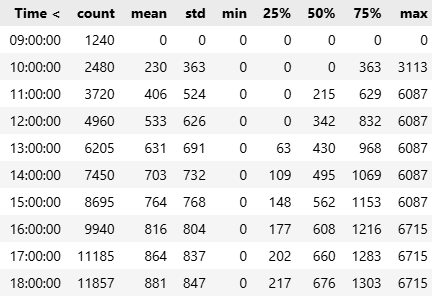 Time < count mean std min 25% 50% 75% max
09:00:00 1240 0 0 0 0 0 0 0
10:00:00 2480 230 363 0 0 0 363 3113
11:00:00 3720 406 524 0 0 215 629 6087
12:00:00 4960 533 626 0 0 342 832 6087
13:00:00 6205 631 691 0 63 430 968 6087
14:00:00 7450 703 732 0 109 495 1069 6087
15:00:00 8695 764 768 0 148 562 1153 6087
16:00:00 9940 816 804 0 177 608 1216 6715
17:00:00 11185 864 837 0 202 660 1283 6715
18:00:00 11857 881 847 0 217 676 1303 6715